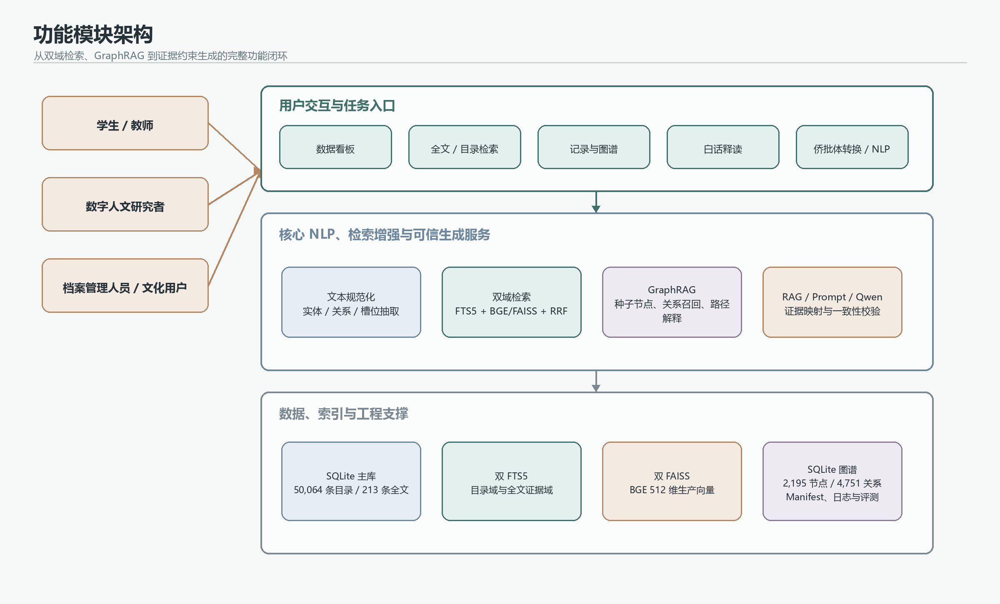 功能模块架构
从双域检索、GraphRAG 到证据约束生成的完整功能闭环
学生 / 教师
数字人文研究者
档案管理人员 / 文化用户
用户交互与任务入口
数据看板
全文 / 目录检索
记录与图谱
白话释读
侨批体转换 / NLP
核心 NLP、检索增强与可信生成服务
文本规范化
实体 / 关系 / 槽位抽取
双域检索
FTS5 + BGE/FAISS + RRF
GraphRAG
种子节点、关系召回、路径
解释
RAG / Prompt / Qwen
证据映射与一致性校验
数据、索引与工程支撑
SQLite 主库
50,064 条目录 / 213 条全文
双 FTS5
目录域与全文证据域
双 FAISS
BGE 512 维生产向量
SQLite 图谱
2,195 节点 / 4,751 关系
Manifest、日志与评测